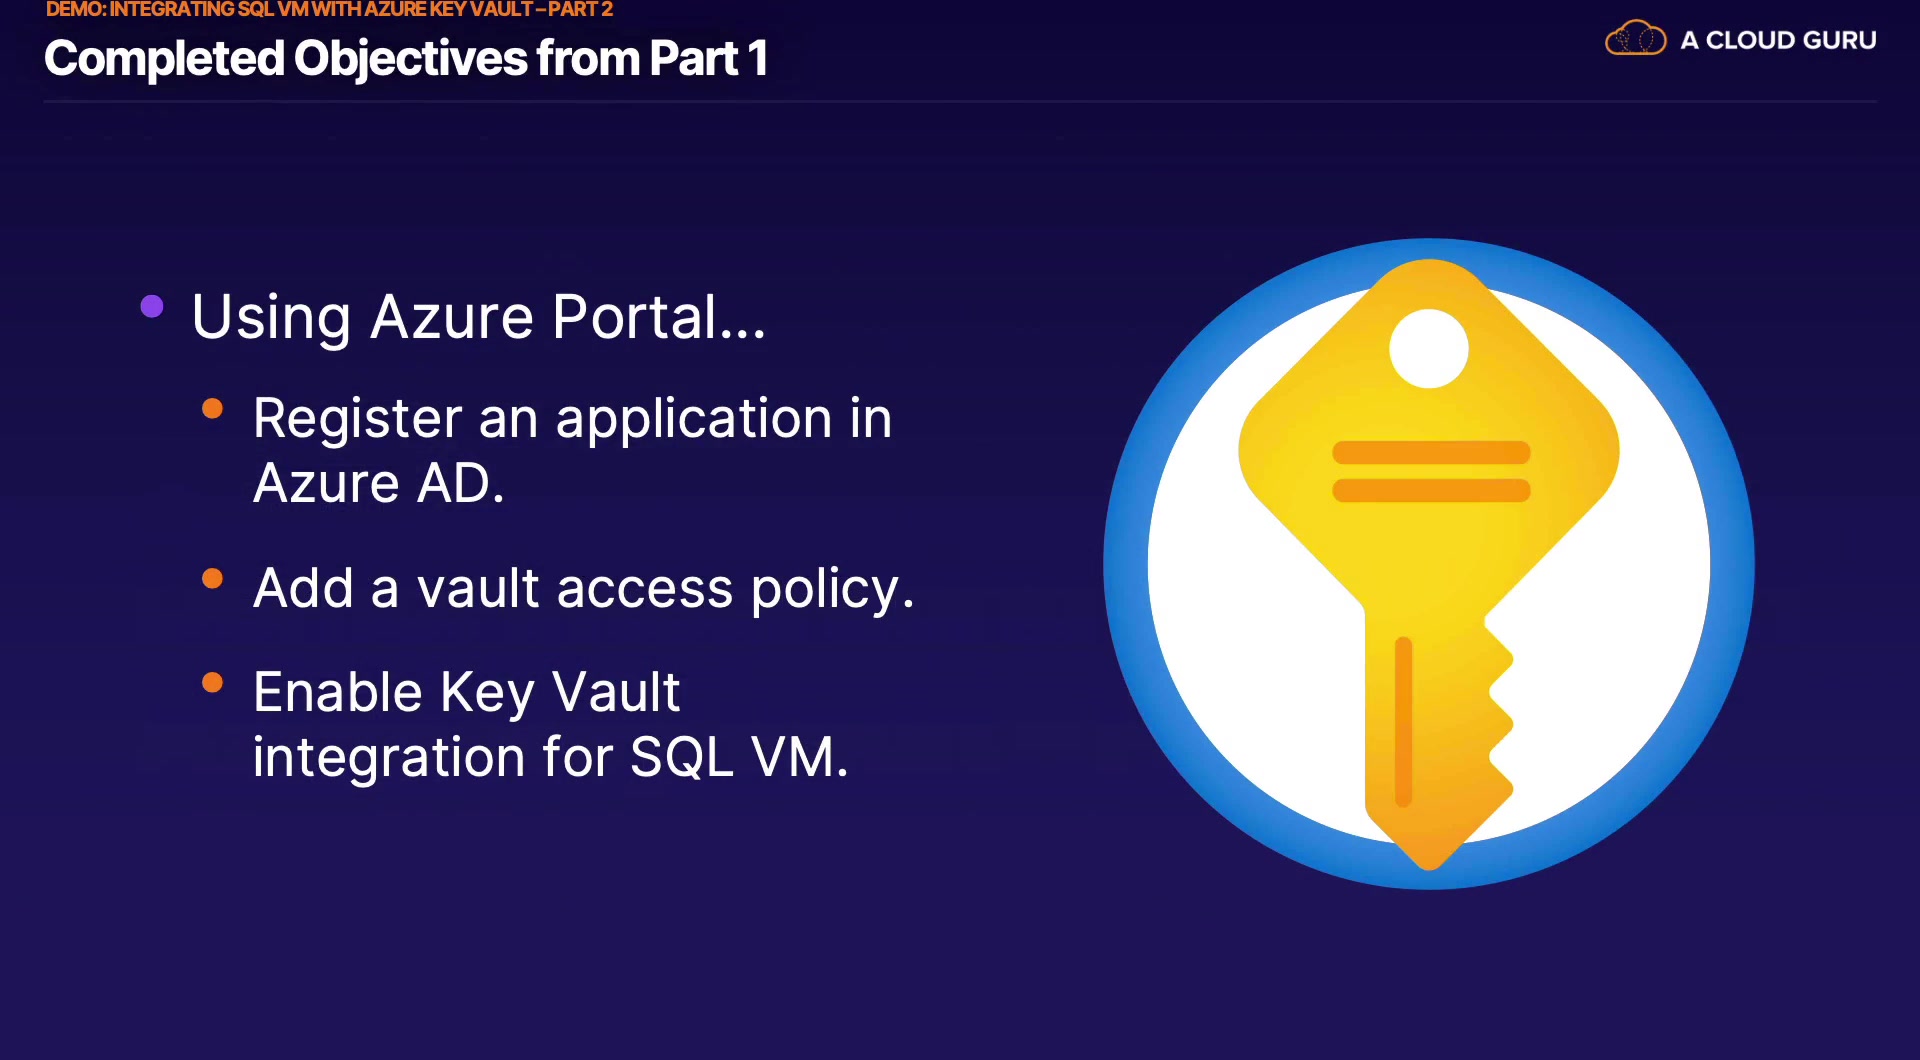 DEMO: INTEGRATING SQL VM WITH AZURE KEY VAULT – PART 2
Completed Objectives from Part 1
A CLOUD GURU
Using Azure Portal...
Register an application in
Azure AD.
Add a vault access policy.
Enable Key Vault
integration for SQL VM.